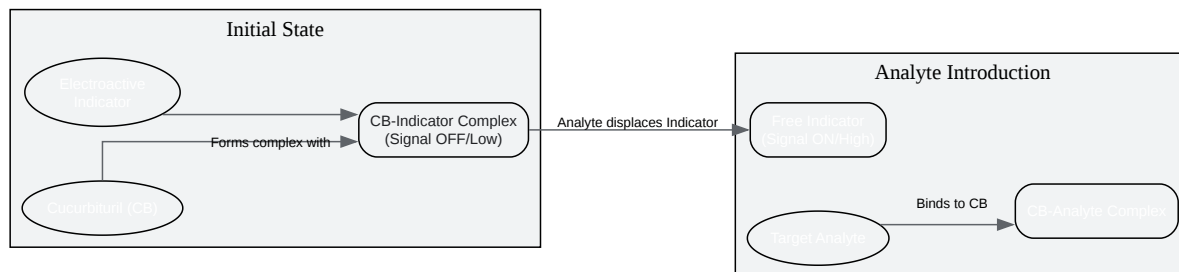 Initial State
Electroactive
Indicator
Forms complex with
Cucurbituril (CB)
CB-Indicator Complex
(Signal OFF/Low)
Analyte displaces Indicator
Analyte Introduction
Free Indicator
(Signal ON/High)
Target Analyte
Binds to CB
CB-Analyte Complex